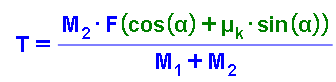 T = M₂ · F(cos(α) + μₖ · sin(α)) / M₁ + M₂